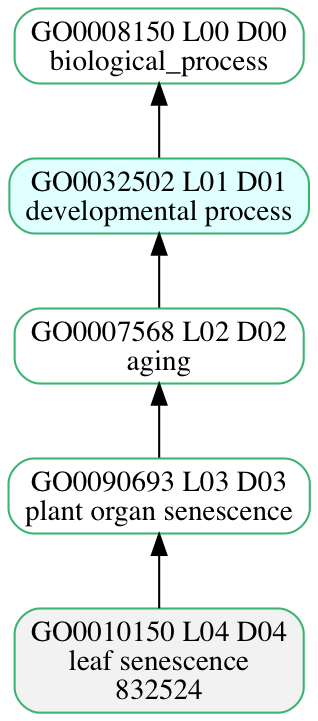 GO0008150 L00 D00
biological_process
GO0032502 L01 D01
developmental process
GO0007568 L02 D02
aging
GO0090693 L03 D03
plant organ senescence
GO0010150 L04 D04
leaf senescence
832524